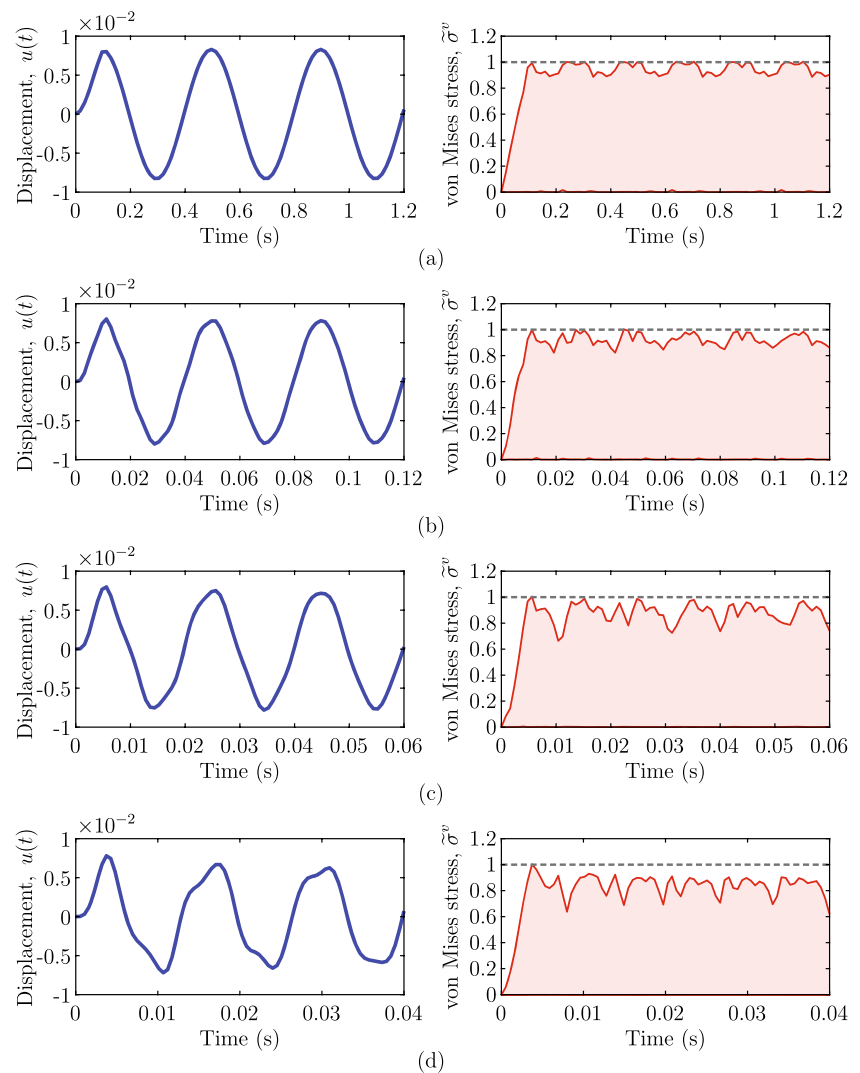 ×10⁻²
Displacement, u(t)
1
0.5
0
-0.5
-1
0 0.2 0.4 0.6 0.8 1 1.2
Time (s)
von Mises stress, σ̃ᵛ
1.2
1
0.8
0.6
0.4
0.2
0
0 0.2 0.4 0.6 0.8 1 1.2
Time (s)
(a)
×10⁻²
Displacement, u(t)
1
0.5
0
-0.5
-1
0 0.02 0.04 0.06 0.08 0.1 0.12
Time (s)
von Mises stress, σ̃ᵛ
1.2
1
0.8
0.6
0.4
0.2
0
0 0.02 0.04 0.06 0.08 0.1 0.12
Time (s)
(b)
×10⁻²
Displacement, u(t)
1
0.5
0
-0.5
-1
0 0.01 0.02 0.03 0.04 0.05 0.06
Time (s)
von Mises stress, σ̃ᵛ
1.2
1
0.8
0.6
0.4
0.2
0
0 0.01 0.02 0.03 0.04 0.05 0.06
Time (s)
(c)
×10⁻²
Displacement, u(t)
1
0.5
0
-0.5
-1
0 0.01 0.02 0.03 0.04
Time (s)
von Mises stress, σ̃ᵛ
1.2
1
0.8
0.6
0.4
0.2
0
0 0.01 0.02 0.03 0.04
Time (s)
(d)